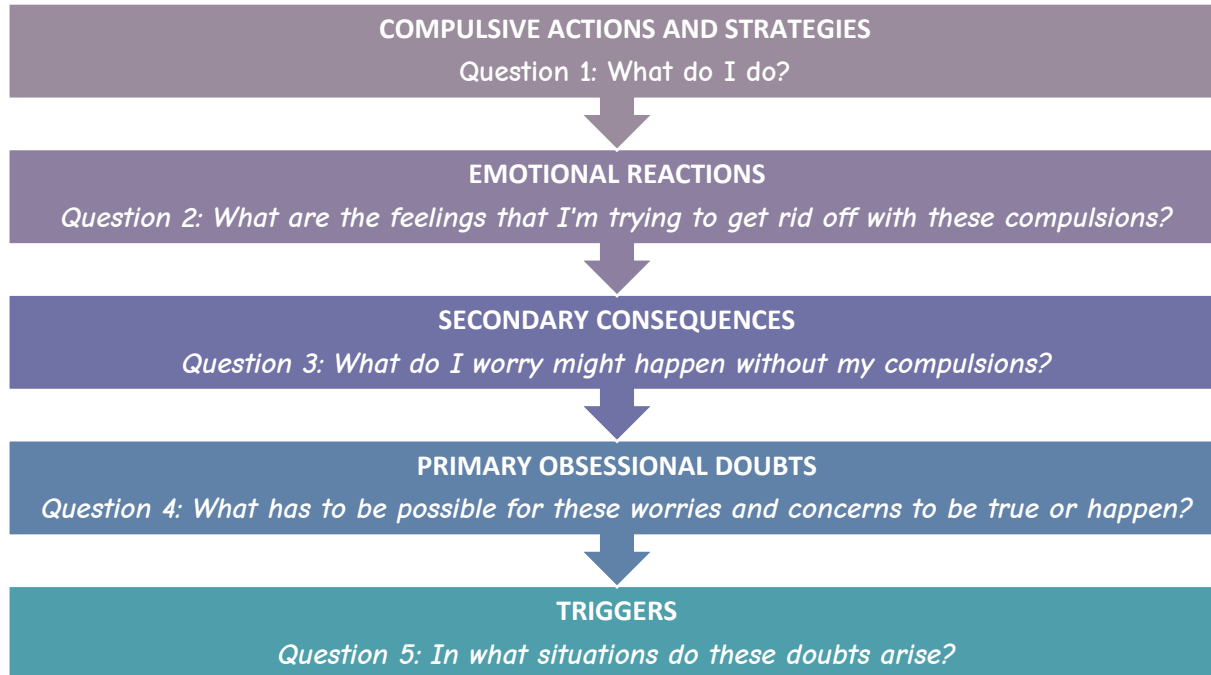 COMPULSIVE ACTIONS AND STRATEGIES
Question 1: What do I do?
EMOTIONAL REACTIONS
Question 2: What are the feelings that I'm trying to get rid off with these compulsions?
SECONDARY CONSEQUENCES
Question 3: What do I worry might happen without my compulsions?
PRIMARY OBSESSIONAL DOUBTS
Question 4: What has to be possible for these worries and concerns to be true or happen?
TRIGGERS
Question 5: In what situations do these doubts arise?